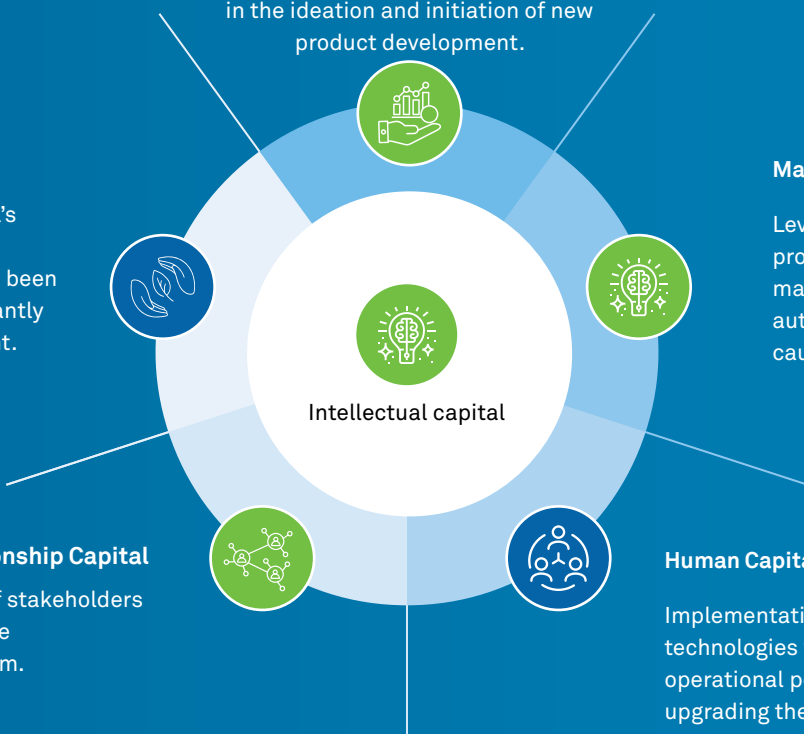 in the ideation and initiation of new
product development.
’s
been
antly
t.
Ma
Lev
pro
ma
aut
cau
Intellectual capital
onship Capital
f stakeholders
e
m.
Human Capita
Implementati
technologies
operational p
upgrading the